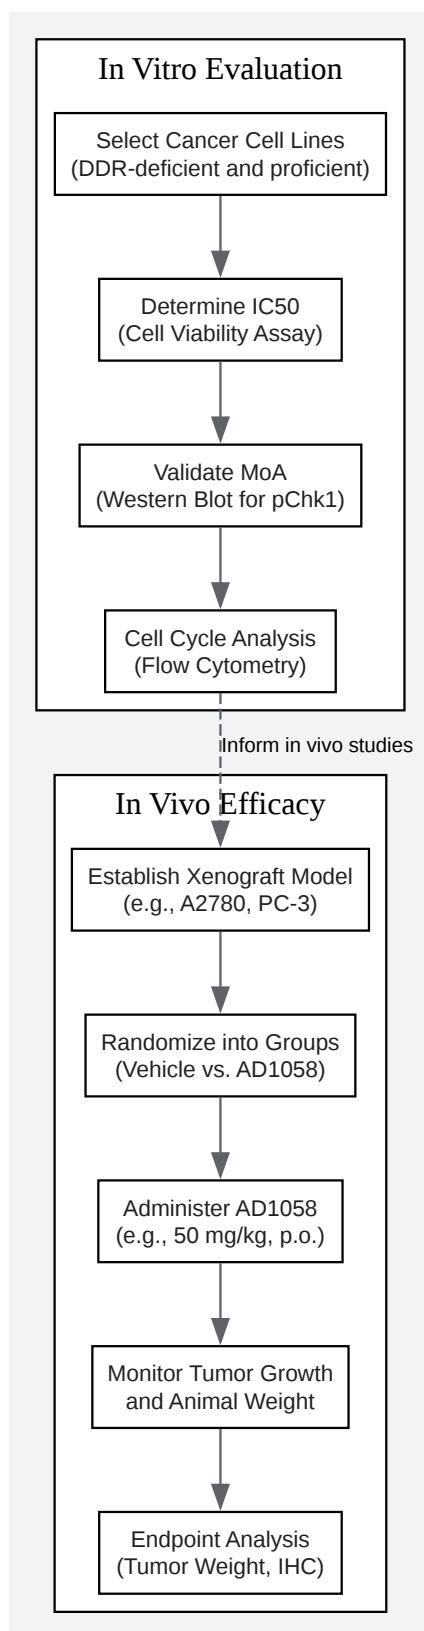 In Vitro Evaluation
Select Cancer Cell Lines
(DDR-deficient and proficient)
Determine IC50
(Cell Viability Assay)
Validate MoA
(Western Blot for pChk1)
Cell Cycle Analysis
(Flow Cytometry)
Inform in vivo studies
In Vivo Efficacy
Establish Xenograft Model
(e.g., A2780, PC-3)
Randomize into Groups
(Vehicle vs. AD1058)
Administer AD1058
(e.g., 50 mg/kg, p.o.)
Monitor Tumor Growth
and Animal Weight
Endpoint Analysis
(Tumor Weight, IHC)